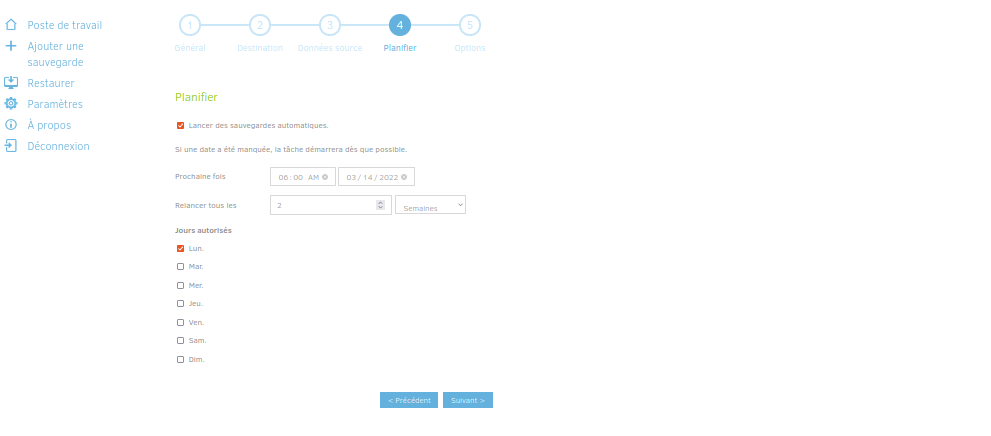 Poste de travail
Ajouter une
sauvegarde
Restaurer
Paramètres
À propos
Déconnexion
1 2 3 4 5
Général Destination Données source Planifier Options
Planifier
Lancer des sauvegardes automatiques.
Si une date a été manquée, la tâche démarrera dès que possible.
Prochaine fois 06:00 AM 03/14/2022
Relancer tous les 2 Semaines
Jours autorisés
Lun.
Mar.
Mer.
Jeu.
Ven.
Sam.
Dim.
< Précédent Suivant >